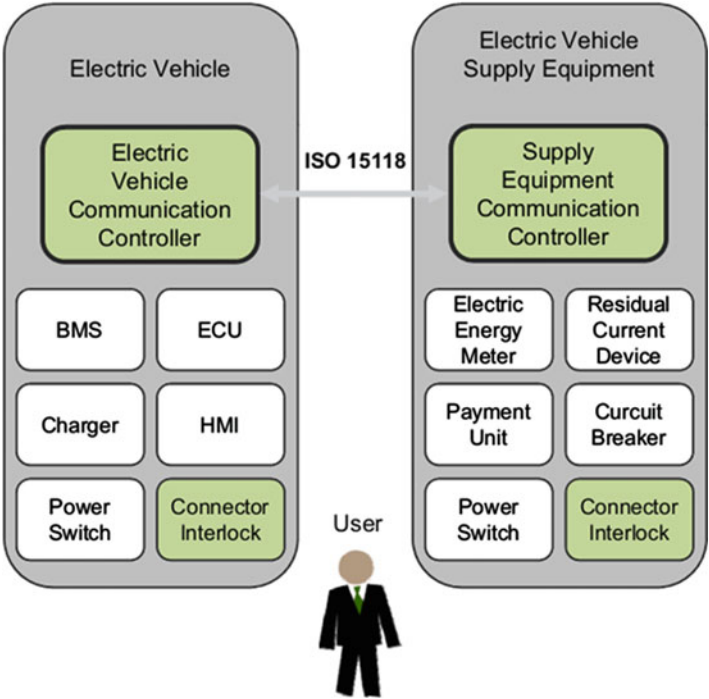 Electric Vehicle
Electric
Vehicle
Communication
Controller
BMS
ECU
Charger
HMI
Power
Switch
Connector
Interlock
ISO 15118
Electric Vehicle
Supply Equipment
Supply
Equipment
Communication
Controller
Electric
Energy
Meter
Residual
Current
Device
Payment
Unit
Curcuit
Breaker
Power
Switch
Connector
Interlock
User